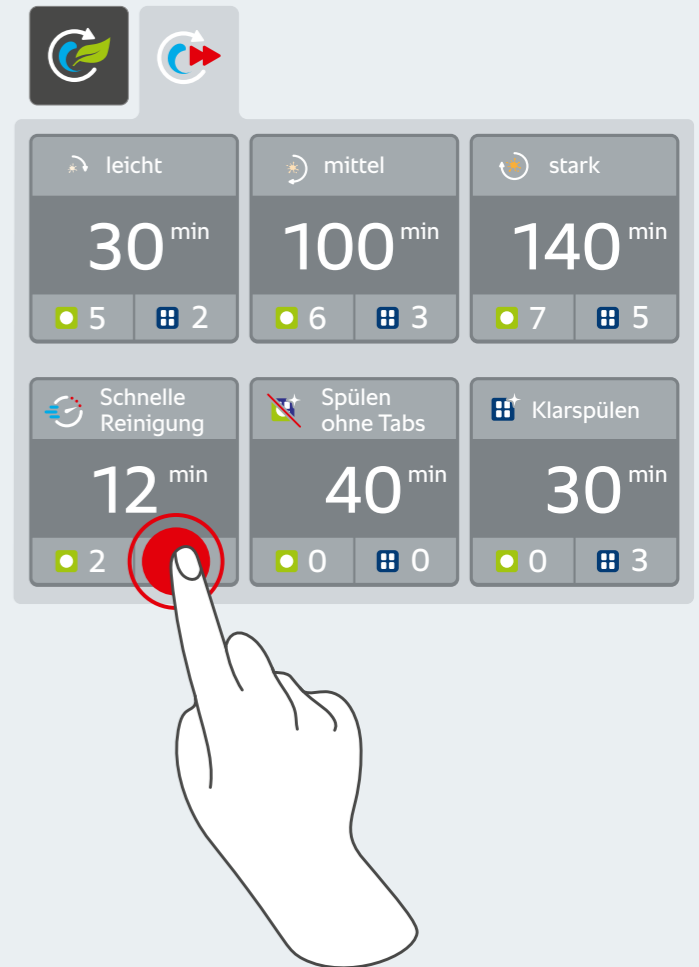 leicht
mittel
stark
30 min
100 min
140 min
5 2
6 3
7 5
Schnelle
Reinigung
Spülen
ohne Tabs
Klarspülen
12 min
40 min
30 min
2
0 0
0 3